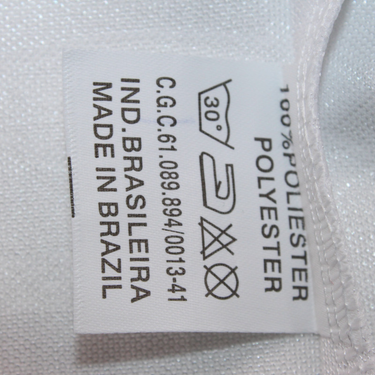 100%POLIESTER
POLYESTER
30°
C.G.C.61.089.894/0013-41
IND.BRASILEIRA
MADE IN BRAZIL